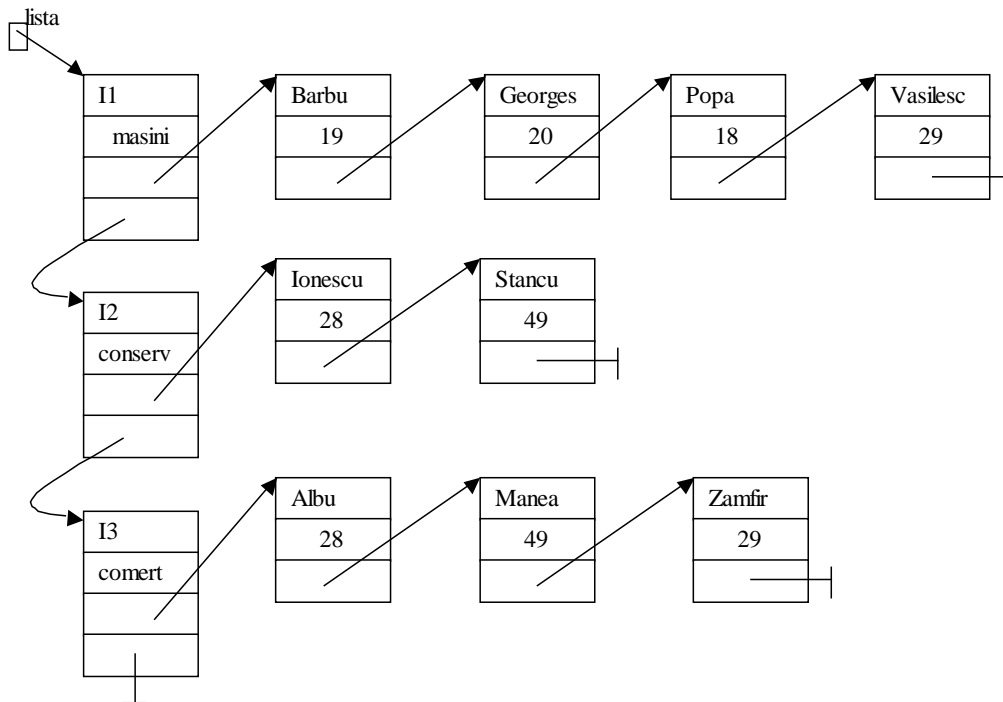 lista
I1
masini
Barbu
19
Georges
20
Popa
18
Vasilesc
29
I2
conserv
Ionescu
28
Stancu
49
I3
comert
Albu
28
Manea
49
Zamfir
29